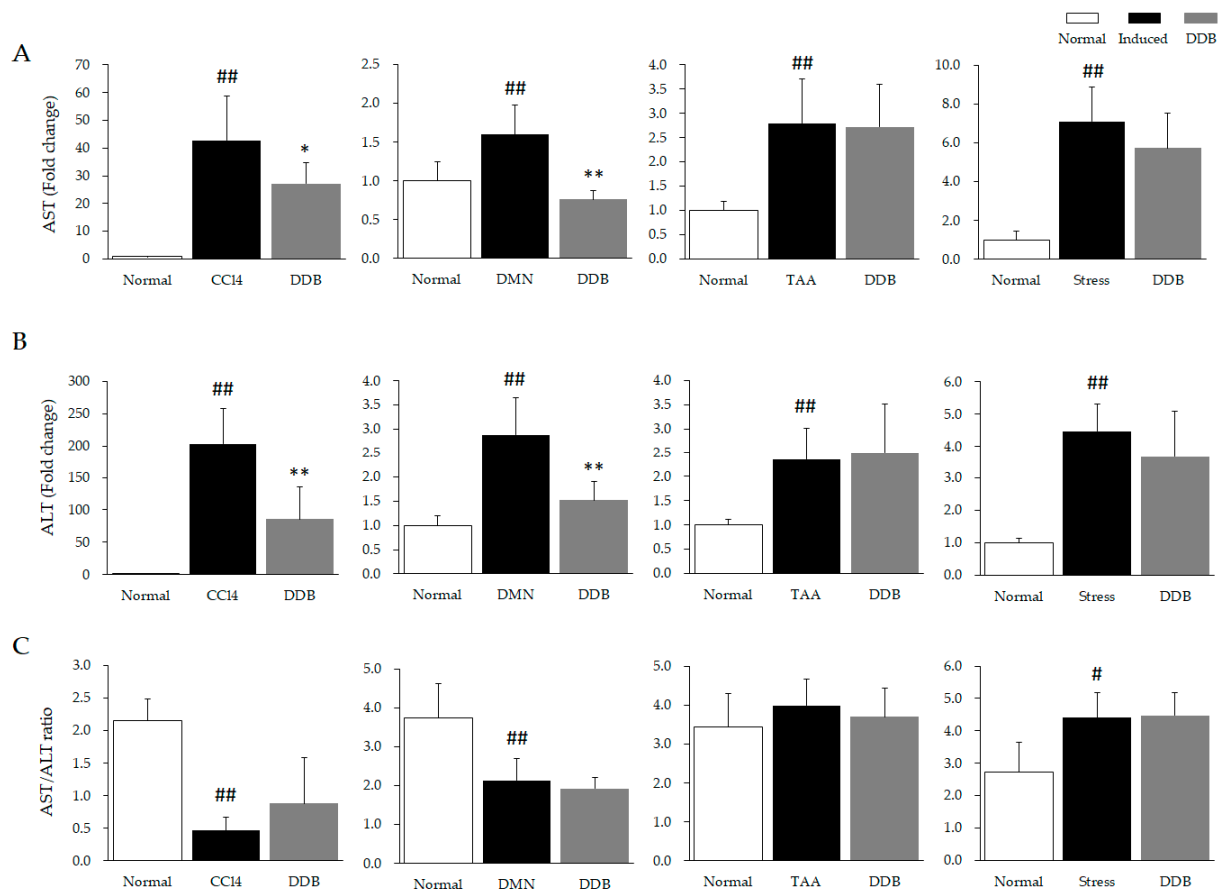 Normal Induced DDB
A
AST (Fold change)
70 60 50 40 30 20 10 0
##
*
Normal CCl4 DDB
2.5 2.0 1.5 1.0 0.5 0.0
##
**
Normal DMN DDB
4.0 3.5 3.0 2.5 2.0 1.5 1.0 0.5 0.0
##
Normal TAA DDB
10.0 8.0 6.0 4.0 2.0 0.0
##
Normal Stress DDB
B
ALT (Fold change)
300 250 200 150 100 50 0
##
**
Normal CCl4 DDB
4.0 3.5 3.0 2.5 2.0 1.5 1.0 0.5 0.0
##
**
Normal DMN DDB
4.0 3.5 3.0 2.5 2.0 1.5 1.0 0.5 0.0
##
Normal TAA DDB
6.0 5.0 4.0 3.0 2.0 1.0 0.0
##
Normal Stress DDB
C
AST/ALT ratio
3.0 2.5 2.0 1.5 1.0 0.5 0.0
##
Normal CCl4 DDB
5.0 4.0 3.0 2.0 1.0 0.0
##
Normal DMN DDB
5.0 4.0 3.0 2.0 1.0 0.0
Normal TAA DDB
6.0 5.0 4.0 3.0 2.0 1.0 0.0
#
Normal Stress DDB